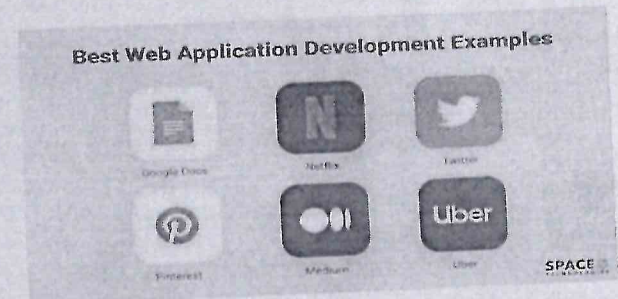 Best Web Application Development Examples
Google Docs
Netflix
Twitter
Pinterest
Medium
Uber
Uber
SPACE